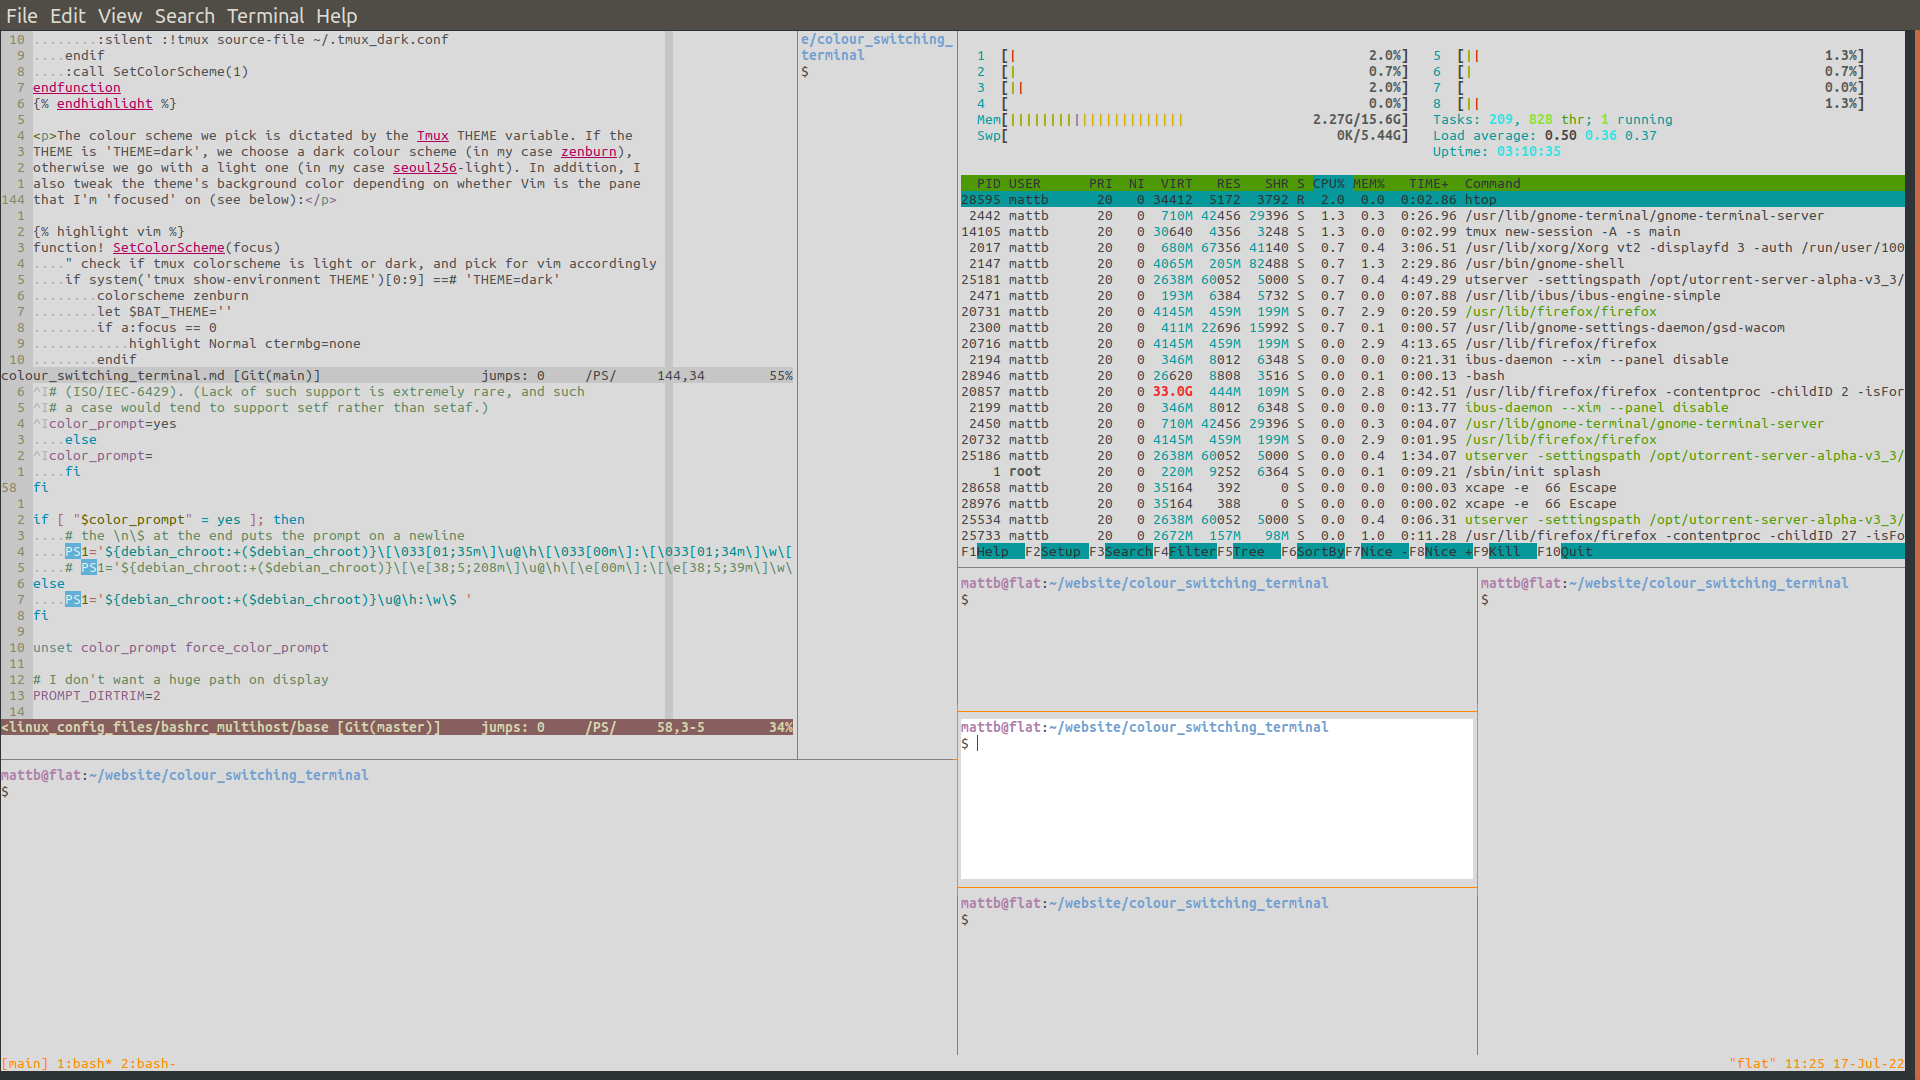 File Edit View Search Terminal Help
10 ........:silent :!tmux source-file ~/.tmux_dark.conf
9 ....endif
8 ....:call SetColorScheme(1)
7 endfunction
6 {% endhighlight %}
5
4 <p>The colour scheme we pick is dictated by the Tmux THEME variable. If the
3 THEME is 'THEME=dark', we choose a dark colour scheme (in my case zenburn),
2 otherwise we go with a light one (in my case seoul256-light). In addition, I
1 also tweak the theme's background color depending on whether Vim is the pane
144 that I'm 'focused' on (see below):</p>
1
2 {% highlight vim %}
3 function! SetColorScheme(focus)
4 ...." check if tmux colorscheme is light or dark, and pick for vim accordingly
5 ....if system('tmux show-environment THEME')[0:9] ==# 'THEME=dark'
6 ........colorscheme zenburn
7 ........let $BAT_THEME=''
8 ........if a:focus == 0
9 ............highlight Normal ctermbg=none
10 ........endif
colour_switching_terminal.md [Git(main)] jumps: 0 /PS/ 144,34 55%
6 ^I# (ISO/IEC-6429). (Lack of such support is extremely rare, and such
5 ^I# a case would tend to support setf rather than setaf.)
4 ^Icolor_prompt=yes
3 ....else
2 ^Icolor_prompt=
1 ....fi
58 fi
1
2 if [ "$color_prompt" = yes ]; then
3 ....# the \n\$ at the end puts the prompt on a newline
4 ....PS1='${debian_chroot:+($debian_chroot)}\[\033[01;35m\]\u@\h\[\033[00m\]:\[\033[01;34m\]\w\[
5 ....# PS1='${debian_chroot:+($debian_chroot)}\[\e[38;5;208m\]\u@\h\[\e[00m\]:\[\e[38;5;39m\]\w\
6 else
7 ....PS1='${debian_chroot:+($debian_chroot)}\u@\h:\w\$ '
8 fi
9
10 unset color_prompt force_color_prompt
11
12 # I don't want a huge path on display
13 PROMPT_DIRTRIM=2
14
<linux_config_files/bashrc_multihost/base [Git(master)] jumps: 0 /PS/ 58,3-5 34%
mattb@flat:~/website/colour_switching_terminal
$
e/colour_switching_
terminal
$
1 [| 2.0%] 5 [|| 1.3%]
2 [| 0.7%] 6 [| 0.7%]
3 [|| 2.0%] 7 [ 0.0%]
4 [ 0.0%] 8 [|| 1.3%]
Mem[|||||||||||||||||||||| 2.27G/15.6G] Tasks: 209, 828 thr; 1 running
Swp[ 0K/5.44G] Load average: 0.50 0.36 0.37
Uptime: 03:10:35
PID USER PRI NI VIRT RES SHR S CPU% MEM% TIME+ Command
28595 mattb 20 0 34412 5172 3792 R 2.0 0.0 0:02.86 htop
2442 mattb 20 0 710M 42456 29396 S 1.3 0.3 0:26.96 /usr/lib/gnome-terminal/gnome-terminal-server
14105 mattb 20 0 30640 4356 3248 S 1.3 0.0 0:02.99 tmux new-session -A -s main
2017 mattb 20 0 680M 67356 41140 S 0.7 0.4 3:06.51 /usr/lib/xorg/Xorg vt2 -displayfd 3 -auth /run/user/100
2147 mattb 20 0 4065M 205M 82488 S 0.7 1.3 2:29.86 /usr/bin/gnome-shell
25181 mattb 20 0 2638M 60052 5000 S 0.7 0.4 4:49.29 utserver -settingspath /opt/utorrent-server-alpha-v3_3/
2471 mattb 20 0 193M 6384 5732 S 0.7 0.0 0:07.88 /usr/lib/ibus/ibus-engine-simple
20731 mattb 20 0 4145M 459M 199M S 0.7 2.9 0:20.59 /usr/lib/firefox/firefox
2300 mattb 20 0 411M 22696 15992 S 0.7 0.1 0:00.57 /usr/lib/gnome-settings-daemon/gsd-wacom
20716 mattb 20 0 4145M 459M 199M S 0.0 2.9 4:13.65 /usr/lib/firefox/firefox
2194 mattb 20 0 346M 8012 6348 S 0.0 0.0 0:21.31 ibus-daemon --xim --panel disable
28946 mattb 20 0 26620 8808 3516 S 0.0 0.1 0:00.13 -bash
20857 mattb 20 0 33.0G 444M 109M S 0.0 2.8 0:42.51 /usr/lib/firefox/firefox -contentproc -childID 2 -isFor
2199 mattb 20 0 346M 8012 6348 S 0.0 0.0 0:13.77 ibus-daemon --xim --panel disable
2450 mattb 20 0 710M 42456 29396 S 0.0 0.3 0:04.07 /usr/lib/gnome-terminal/gnome-terminal-server
20732 mattb 20 0 4145M 459M 199M S 0.0 2.9 0:01.95 /usr/lib/firefox/firefox
25186 mattb 20 0 2638M 60052 5000 S 0.0 0.4 1:34.07 utserver -settingspath /opt/utorrent-server-alpha-v3_3/
1 root 20 0 220M 9252 6364 S 0.0 0.1 0:09.21 /sbin/init splash
28658 mattb 20 0 35164 392 0 S 0.0 0.0 0:00.03 xcape -e  66 Escape
28976 mattb 20 0 35164 388 0 S 0.0 0.0 0:00.02 xcape -e  66 Escape
25534 mattb 20 0 2638M 60052 5000 S 0.0 0.4 0:06.31 utserver -settingspath /opt/utorrent-server-alpha-v3_3/
25733 mattb 20 0 2672M 157M 98M S 0.0 1.0 0:11.28 /usr/lib/firefox/firefox -contentproc -childID 27 -isFo
F1Help F2Setup F3SearchF4FilterF5Tree F6SortByF7Nice -F8Nice +F9Kill F10Quit
mattb@flat:~/website/colour_switching_terminal
$
mattb@flat:~/website/colour_switching_terminal
$
mattb@flat:~/website/colour_switching_terminal
$
mattb@flat:~/website/colour_switching_terminal
$
[main] 1:bash* 2:bash- "flat" 11:25 17-Jul-22